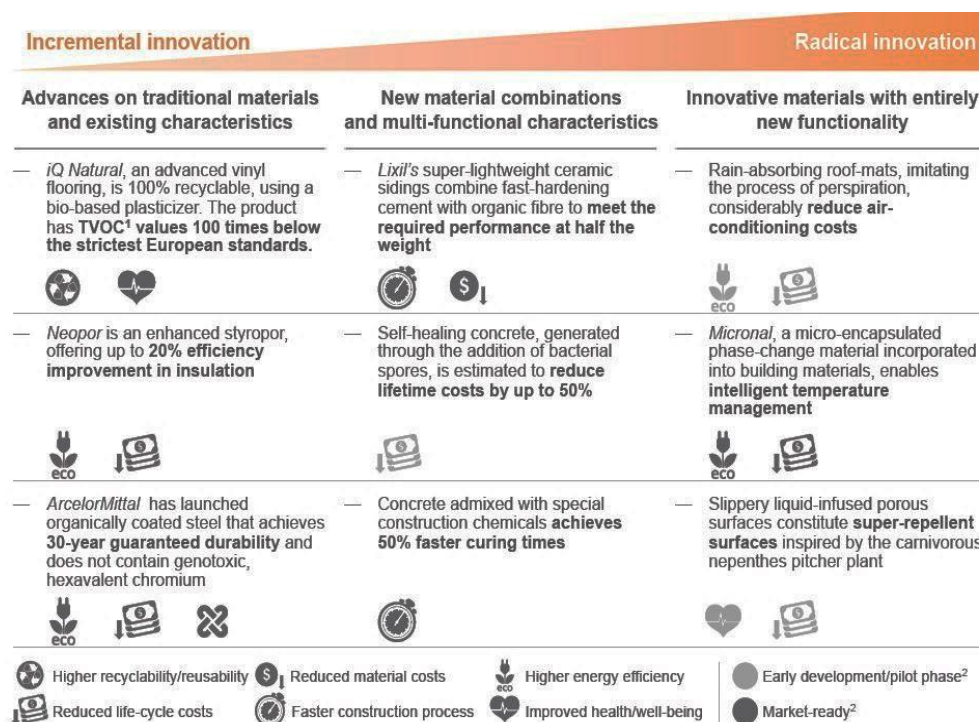 Incremental innovation
Radical innovation
Advances on traditional materials
and existing characteristics
New material combinations
and multi-functional characteristics
Innovative materials with entirely
new functionality
— iQ Natural, an advanced vinyl
flooring, is 100% recyclable, using a
bio-based plasticizer. The product
has TVOC¹ values 100 times below
the strictest European standards.
— Lixil's super-lightweight ceramic
sidings combine fast-hardening
cement with organic fibre to meet the
required performance at half the
weight
— Rain-absorbing roof-mats, imitating
the process of perspiration,
considerably reduce air-
conditioning costs
eco
— Neopor is an enhanced styropor,
offering up to 20% efficiency
improvement in insulation
eco
— Self-healing concrete, generated
through the addition of bacterial
spores, is estimated to reduce
lifetime costs by up to 50%
— Micronal, a micro-encapsulated
phase-change material incorporated
into building materials, enables
intelligent temperature
management
eco
— ArcelorMittal has launched
organically coated steel that achieves
30-year guaranteed durability and
does not contain genotoxic,
hexavalent chromium
eco
— Concrete admixed with special
construction chemicals achieves
50% faster curing times
— Slippery liquid-infused porous
surfaces constitute super-repellent
surfaces inspired by the carnivorous
nepenthes pitcher plant
Higher recyclability/reusability
Reduced material costs
eco
Higher energy efficiency
Early development/pilot phase²
Reduced life-cycle costs
Faster construction process
Improved health/well-being
Market-ready²